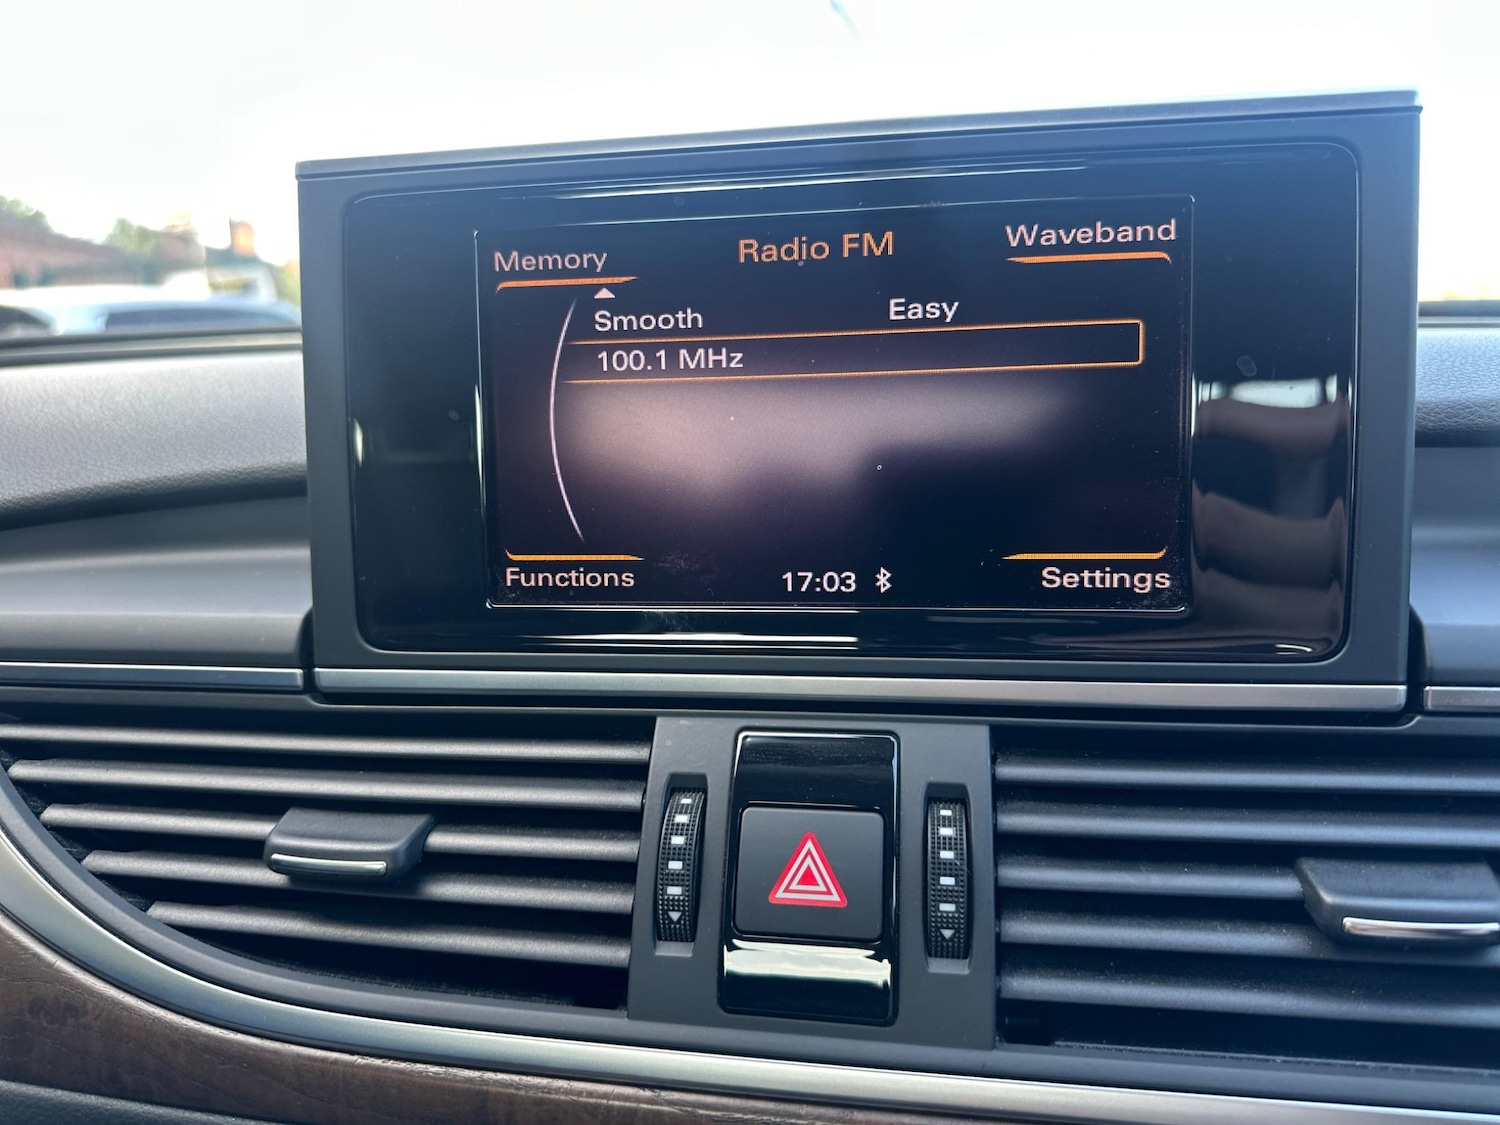 Memory Radio FM Waveband
Smooth Easy
100.1 MHz
Functions 17:03 Settings